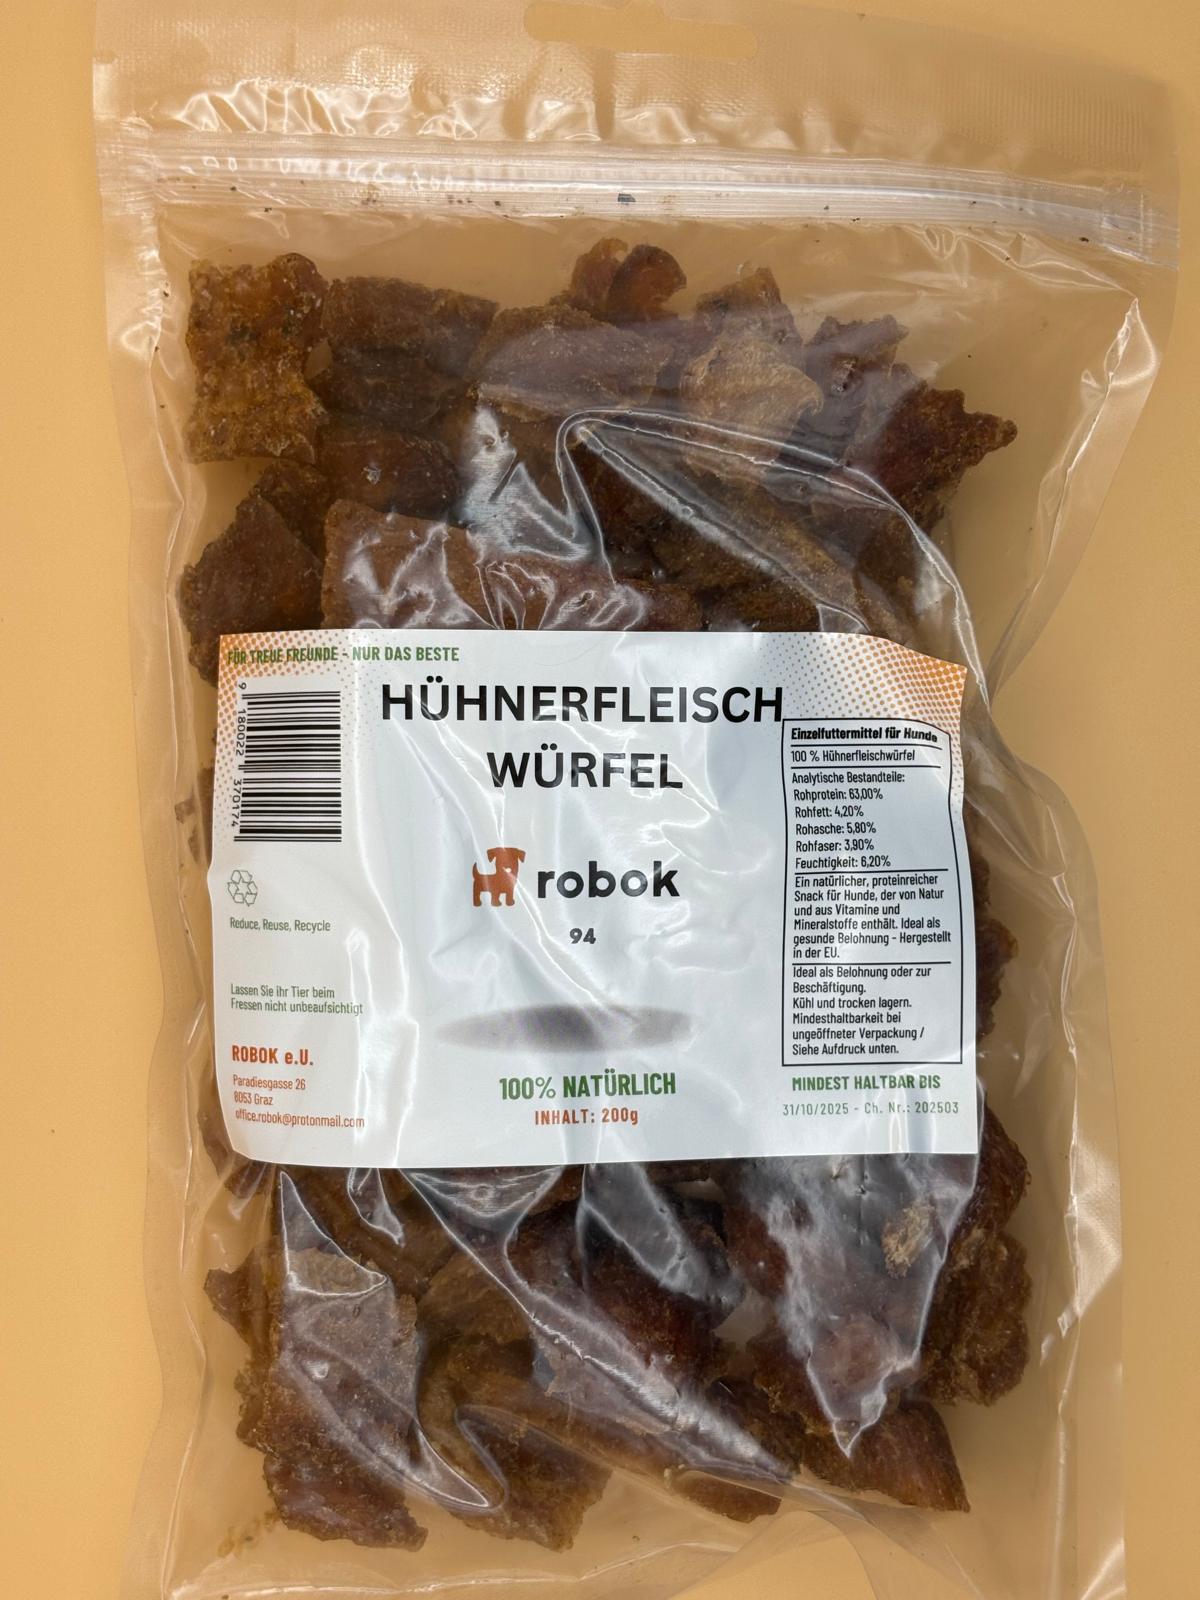 FÜR TREUE FREUNDE - NUR DAS BESTE
HÜHNERFLEISCH
WÜRFEL
9 180022 370174
robok
94
Reduce, Reuse, Recycle
Lassen Sie ihr Tier beim
Fressen nicht unbeaufsichtigt
ROBOK e.U.
Paradiesgasse 26
8053 Graz
office.robok@protonmail.com
100% NATÜRLICH
INHALT: 200g
Einzelfuttermittel für Hunde
100 % Hühnerfleischwürfel
Analytische Bestandteile:
Rohprotein: 63,00%
Rohfett: 4,20%
Rohasche: 5,80%
Rohfaser: 3,90%
Feuchtigkeit: 6,20%
Ein natürlicher, proteinreicher
Snack für Hunde, der von Natur
und aus Vitamine und
Mineralstoffe enthält. Ideal als
gesunde Belohnung - Hergestellt
in der EU.
Ideal als Belohnung oder zur
Beschäftigung.
Kühl und trocken lagern.
Mindesthaltbarkeit bei
ungeöffneter Verpackung /
Siehe Aufdruck unten.
MINDEST HALTBAR BIS
31/10/2025 - Ch. Nr.: 202503